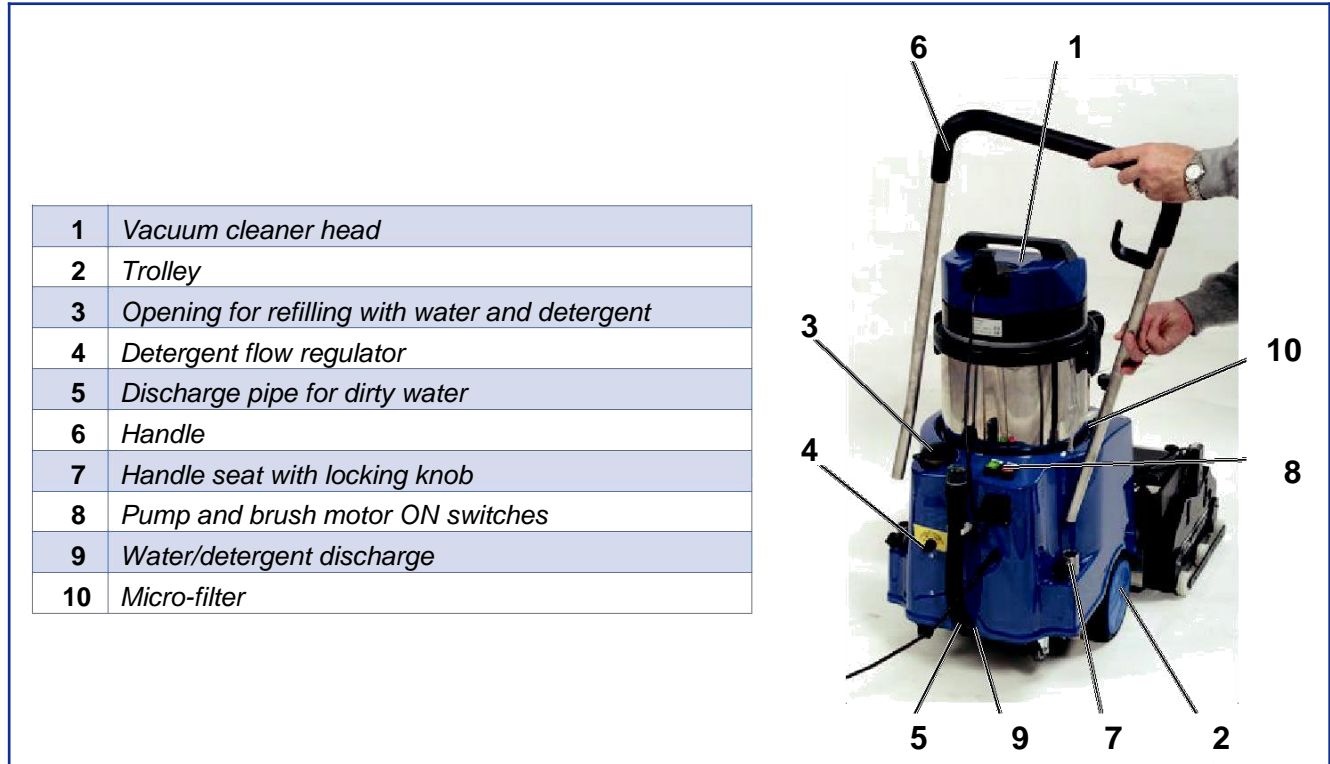 1 Vacuum cleaner head
2 Trolley
3 Opening for refilling with water and detergent
4 Detergent flow regulator
5 Discharge pipe for dirty water
6 Handle
7 Handle seat with locking knob
8 Pump and brush motor ON switches
9 Water/detergent discharge
10 Micro-filter
6 1
3
10
4
8
5 9 7 2